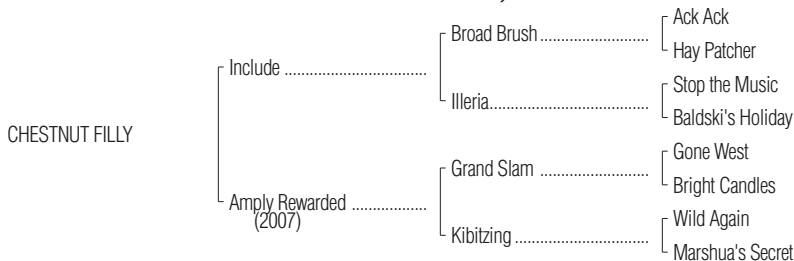 Ack Ack
Broad Brush ........................
Hay Patcher
Include ................................
Stop the Music
Illeria....................................
Baldski's Holiday
CHESTNUT FILLY
Gone West
Grand Slam ........................
Bright Candles
Amply Rewarded .................
(2007)
Wild Again
Kibitzing ..............................
Marshua's Secret